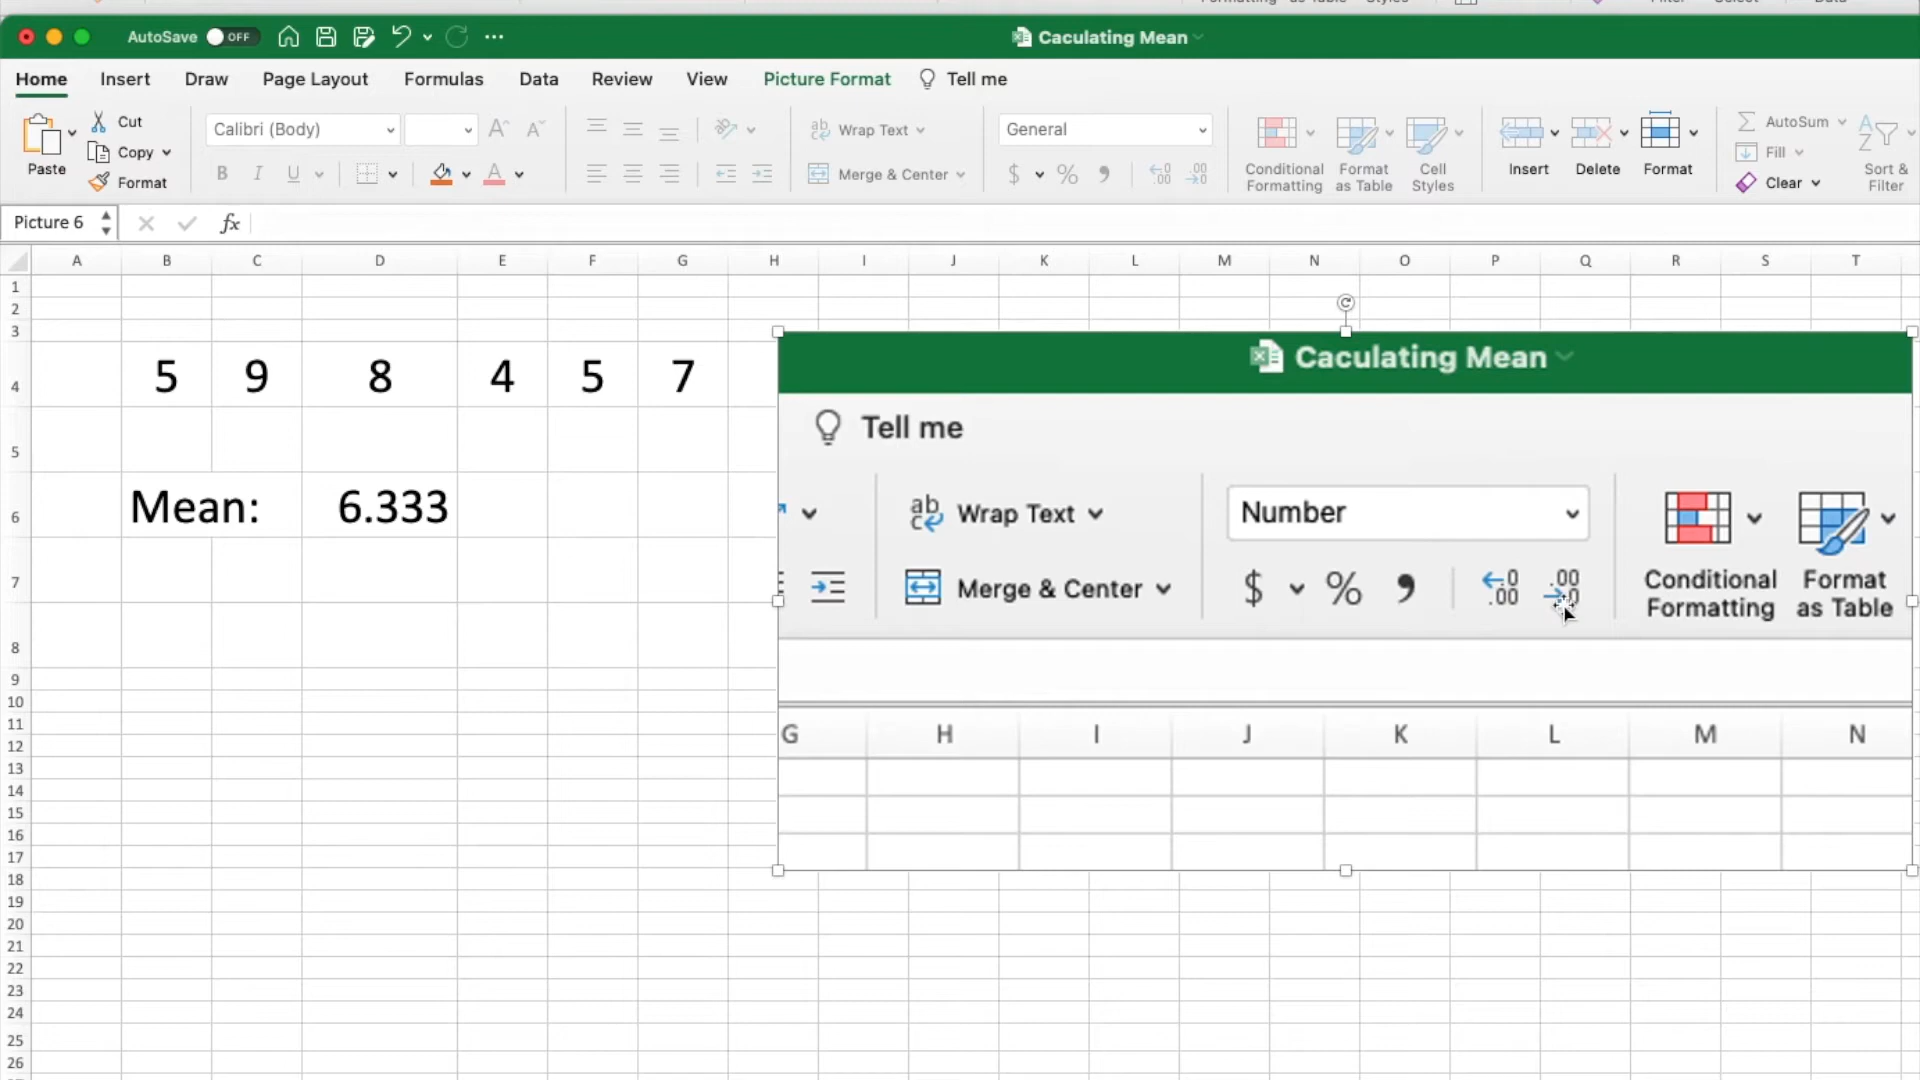 AutoSave OFF Caculating Mean
Home Insert Draw Page Layout Formulas Data Review View Picture Format Tell me
Cut Calibri (Body) Wrap Text General AutoSum
Copy Fill
Paste Format B I U A Merge & Center $ % Conditional Formatting Format as Table Cell Styles Insert Delete Format Clear Sort & Filter
Picture 6 fx
A B C D E F G H I J K L M N O P Q R S T
1
2
3
4 5 9 8 4 5 7
5
6 Mean: 6.333
7
8
9
10
11
12
13
14
15
16
17
18
19
20
21
22
23
24
25
26
Caculating Mean
Tell me
Wrap Text Number
Merge & Center $ % Conditional Formatting Format as Table
G H I J K L M N